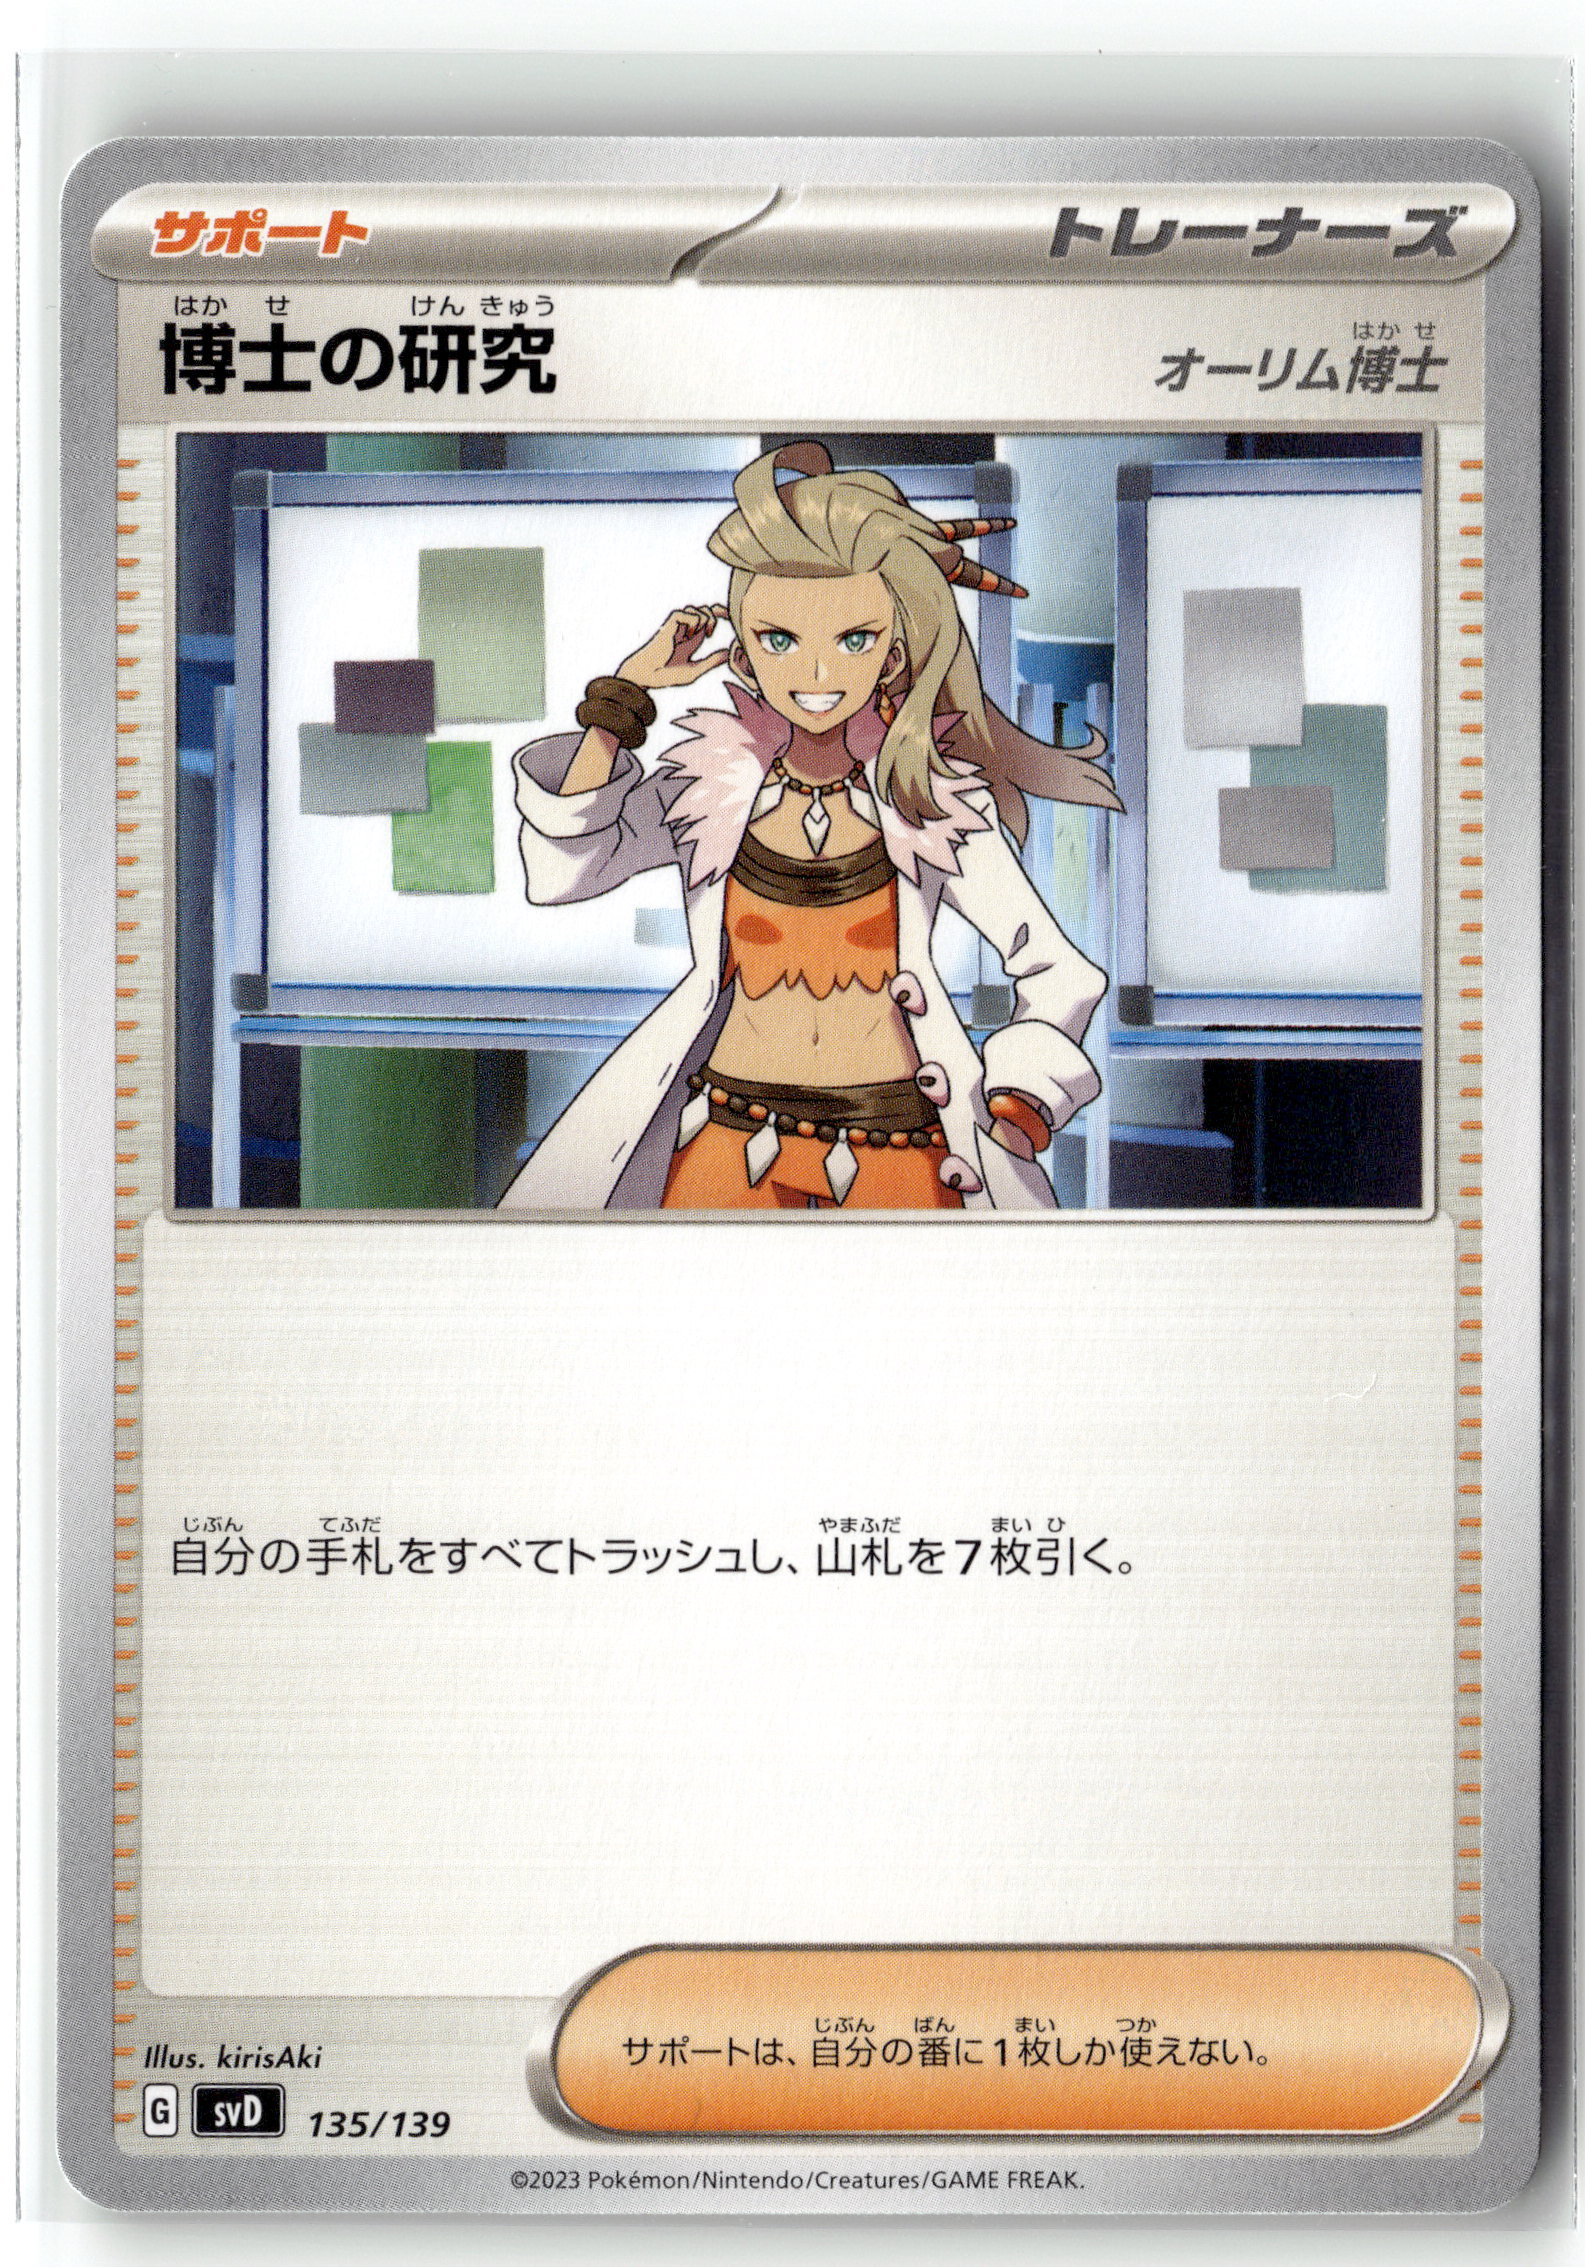 サポート
トレーナーズ
はかせ けんきゅう
博士の研究
はかせ
オーリム博士
じぶん てふだ やまふだ まい ひ
自分の手札をすべてトラッシュし、山札を7枚引く。
じぶん ばん まい つか
サポートは、自分の番に1枚しか使えない。
Illus. kirisAki
G svD 135/139
©2023 Pokémon/Nintendo/Creatures/GAME FREAK.